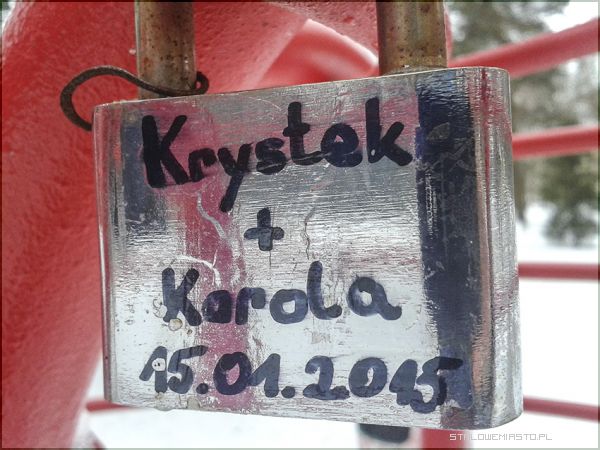 Krystek
+
Karola
15.01.2015
STALOWEMIASTO.PL